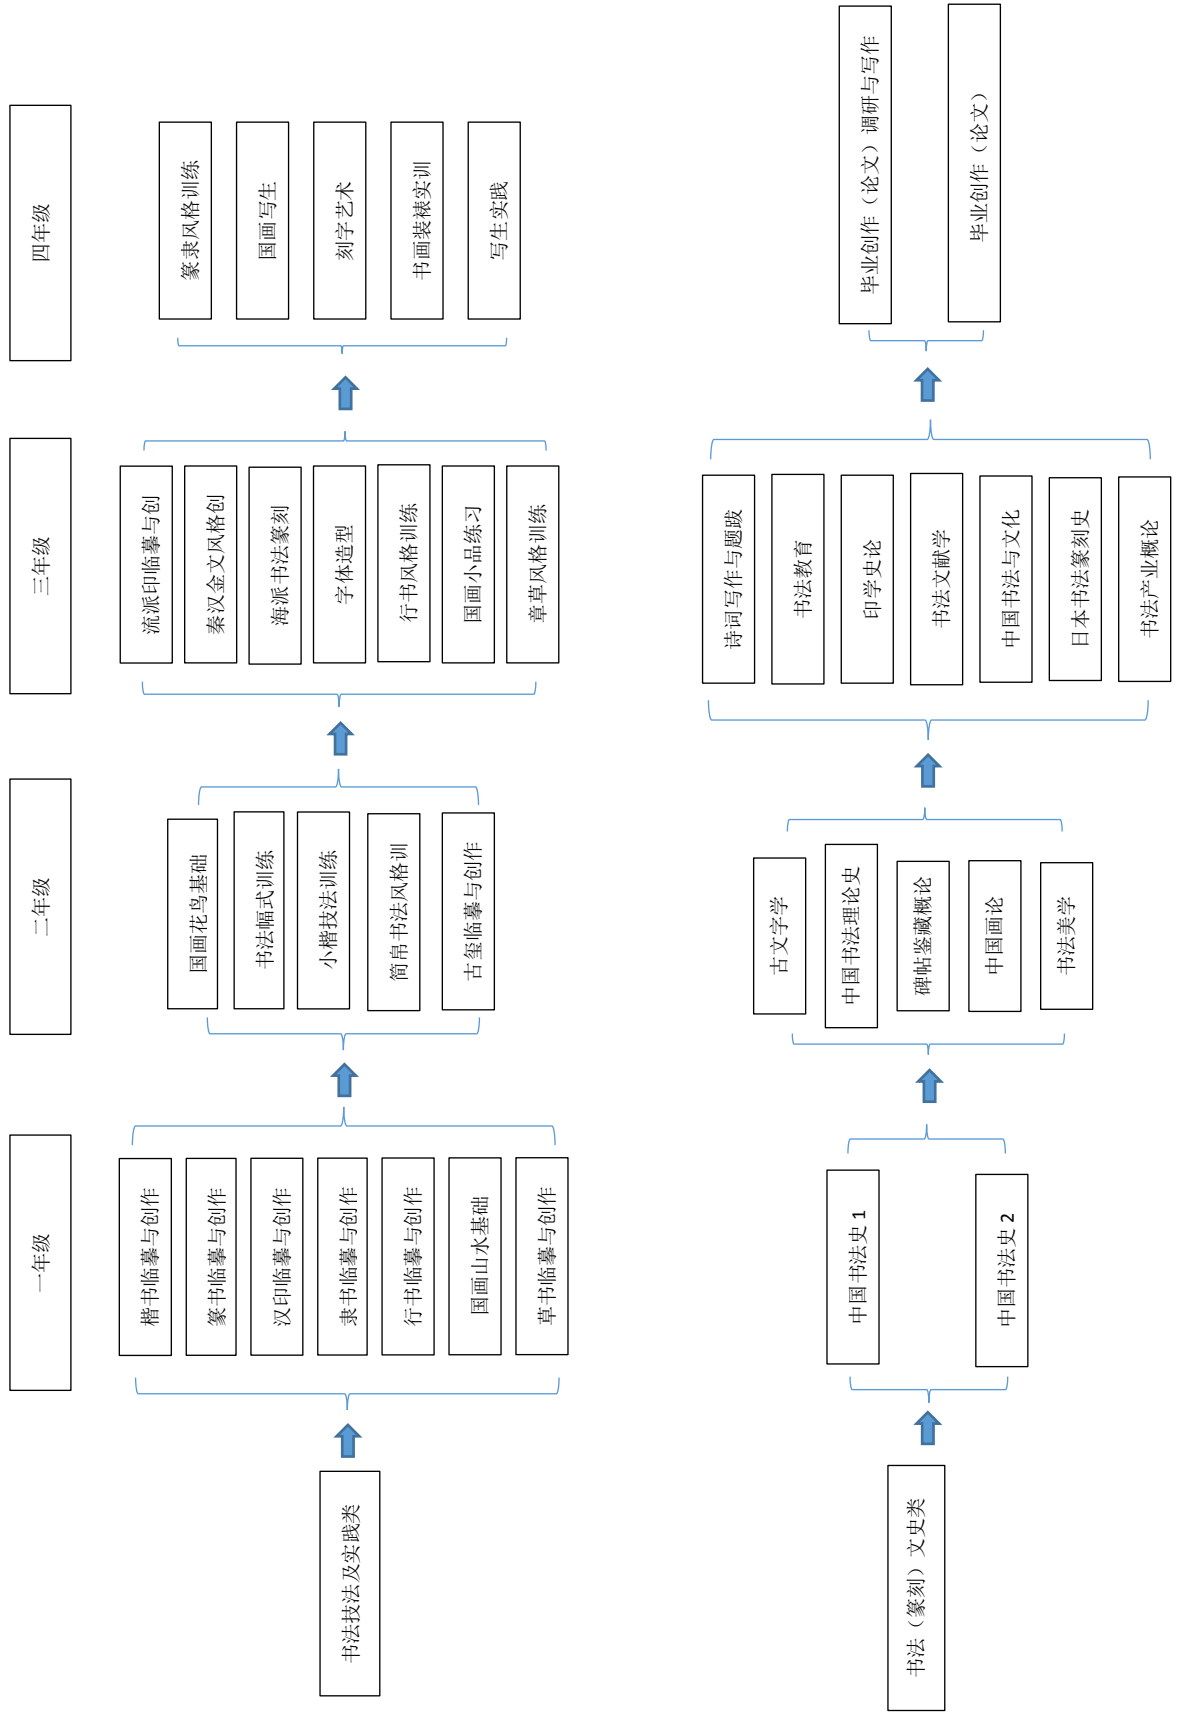 一年级
二年级
三年级
四年级
书法技法及实践类
楷书临摹与创作
篆书临摹与创作
汉印临摹与创作
隶书临摹与创作
行书临摹与创作
国画山水基础
草书临摹与创作
国画花鸟基础
书法幅式训练
小楷技法训练
简帛书法风格训
古玺临摹与创作
流派印临摹与创
秦汉金文风格创
海派书法篆刻
字体造型
行书风格训练
国画小品练习
章草风格训练
篆隶风格训练
国画写生
刻字艺术
书画装裱实训
写生实践
书法（篆刻）文史类
中国书法史 1
中国书法史 2
古文字学
中国书法理论史
碑帖鉴藏概论
中国画论
书法美学
诗词写作与题跋
书法教育
印学史论
书法文献学
中国书法与文化
日本书法篆刻史
书法产业概论
毕业创作（论文）调研与写作
毕业创作（论文）